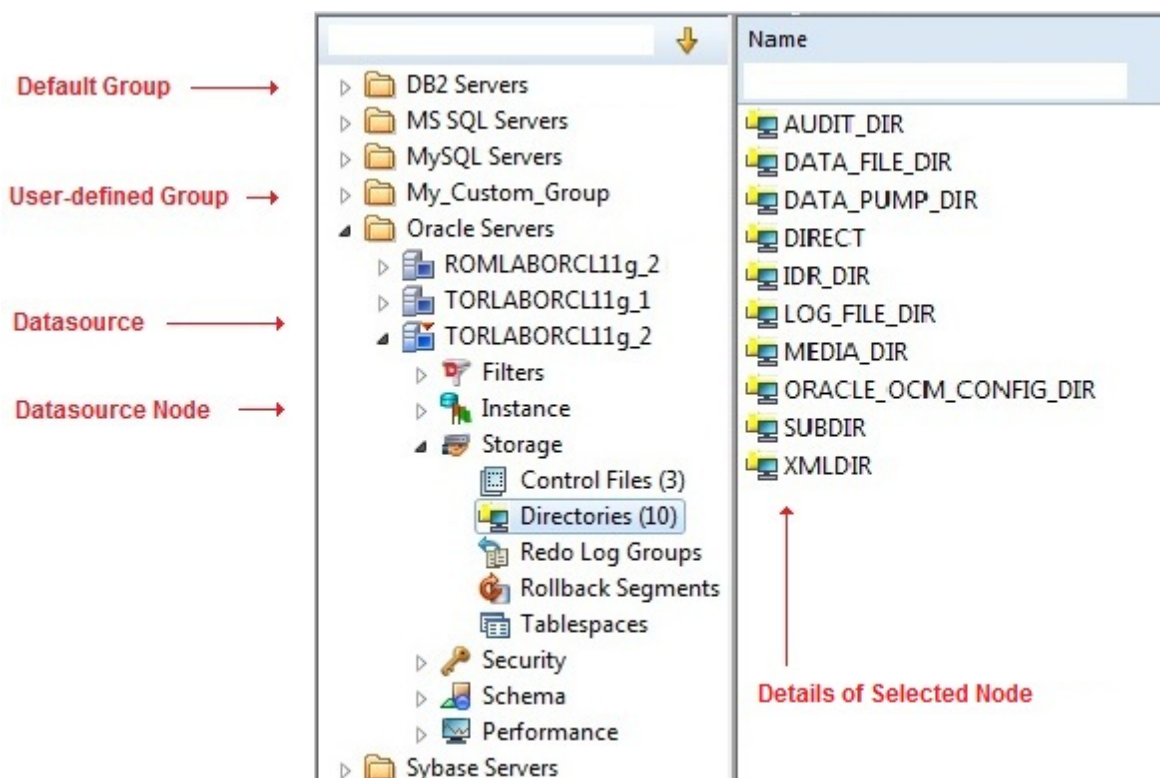 Default Group
User-defined Group
Datasource
Datasource Node
DB2 Servers
MS SQL Servers
MySQL Servers
My_Custom_Group
Oracle Servers
ROMLABORCL11g_2
TORLABORCL11g_1
TORLABORCL11g_2
Filters
Instance
Storage
Control Files (3)
Directories (10)
Redo Log Groups
Rollback Segments
Tablespaces
Security
Schema
Performance
Sybase Servers
Name
AUDIT_DIR
DATA_FILE_DIR
DATA_PUMP_DIR
DIRECT
IDR_DIR
LOG_FILE_DIR
MEDIA_DIR
ORACLE_OCM_CONFIG_DIR
SUBDIR
XMLDIR
Details of Selected Node